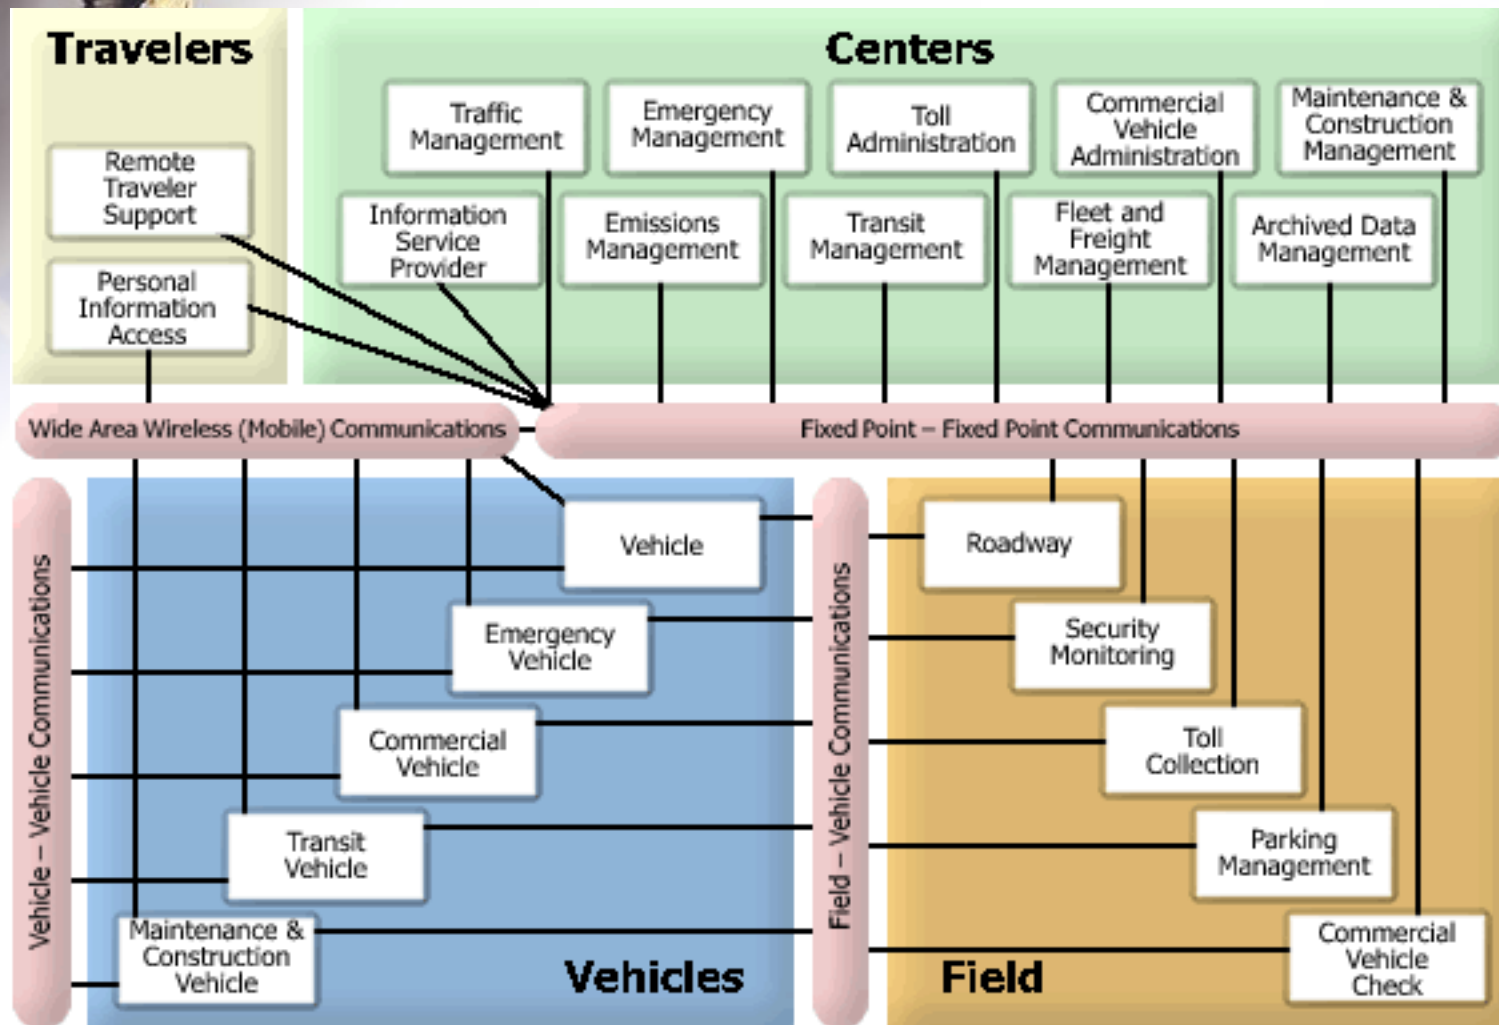 Travelers
Centers
Traffic
Management
Emergency
Management
Toll
Administration
Commercial
Vehicle
Administration
Maintenance &
Construction
Management
Remote
Traveler
Support
Information
Service
Provider
Emissions
Management
Transit
Management
Fleet and
Freight
Management
Archived Data
Management
Personal
Information
Access
Wide Area Wireless (Mobile) Communications
Fixed Point – Fixed Point Communications
Vehicle – Vehicle Communications
Vehicle
Emergency
Vehicle
Commercial
Vehicle
Transit
Vehicle
Maintenance &
Construction
Vehicle
Vehicles
Field – Vehicle Communications
Roadway
Security
Monitoring
Toll
Collection
Parking
Management
Commercial
Vehicle
Check
Field